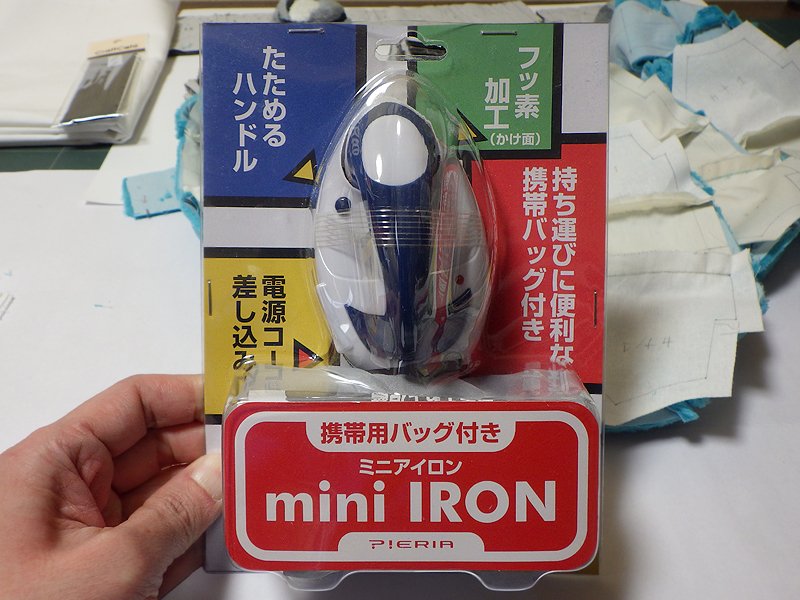 たためる
ハンドル
フッ素
加工
(かけ面)
持ち運びに便利な
携帯バッグ付き
電源コー
差し込み
携帯用バッグ付き
ミニアイロン
mini IRON
PIERIA
144